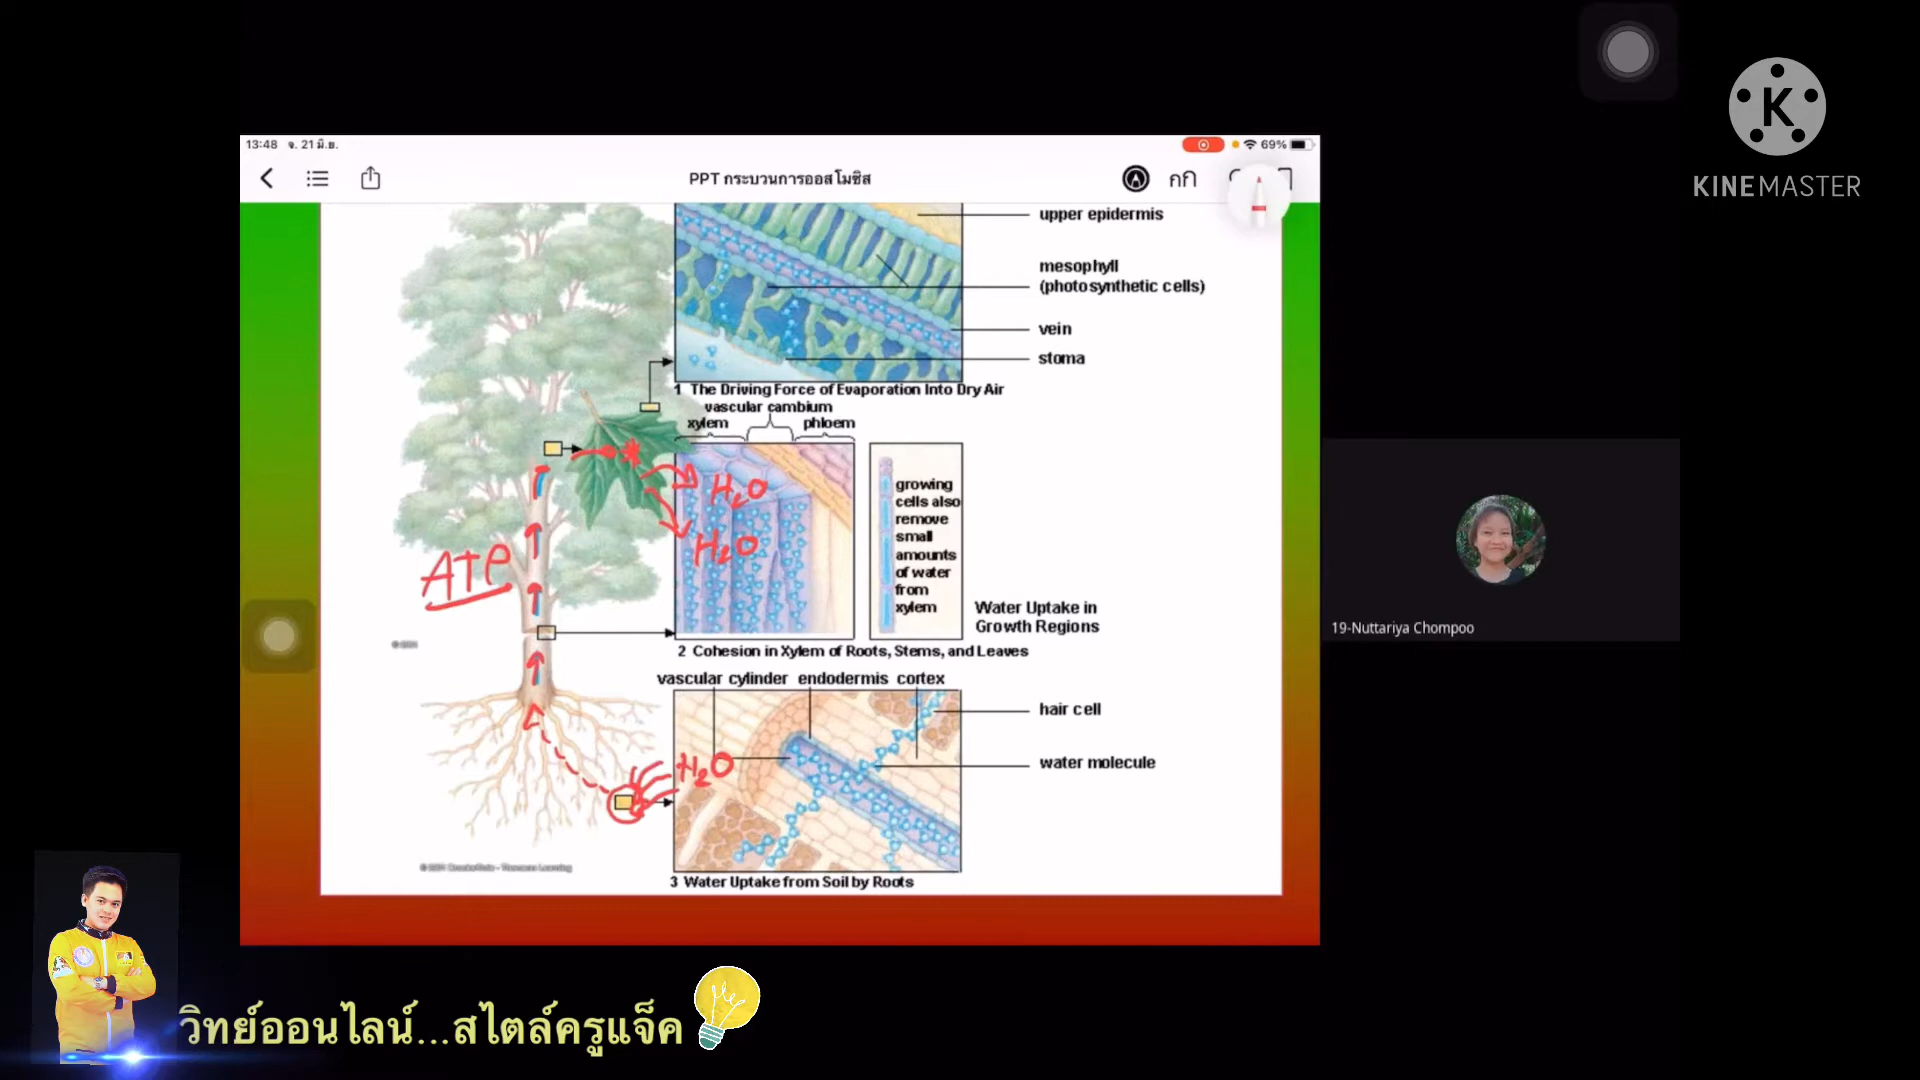 KINEMASTER
13:48 จ. 21 มิ.ย.
69%
PPT กระบวนการออสโมซิส
กก
upper epidermis
mesophyll
(photosynthetic cells)
vein
stoma
1 The Driving Force of Evaporation Into Dry Air
vascular cambium
xylem
phloem
H₂O
H₂O
ATP
growing
cells also
remove
small
amounts
of water
from
xylem
Water Uptake in
Growth Regions
2 Cohesion in Xylem of Roots, Stems, and Leaves
vascular cylinder endodermis cortex
hair cell
H₂O
water molecule
© 2001 Brooks/Cole - Thomson Learning
3 Water Uptake from Soil by Roots
19-Nuttariya Chompoo
วิทย์ออนไลน์...สไตล์ครูแจ็ค